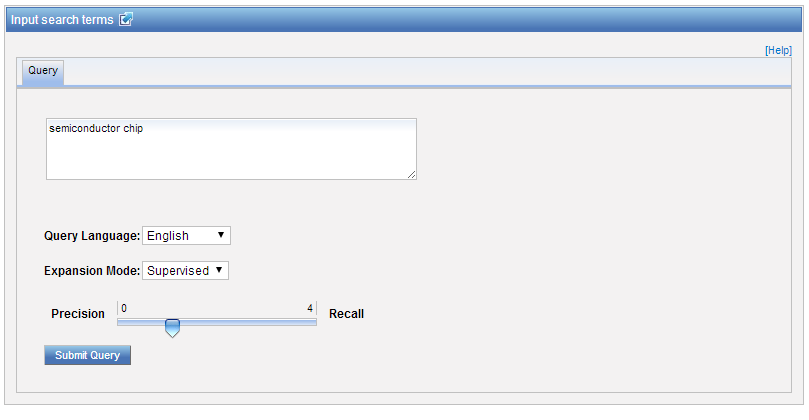 Input search terms
[Help]
Query
semiconductor chip
Query Language: English
Expansion Mode: Supervised
0 4
Precision Recall
Submit Query